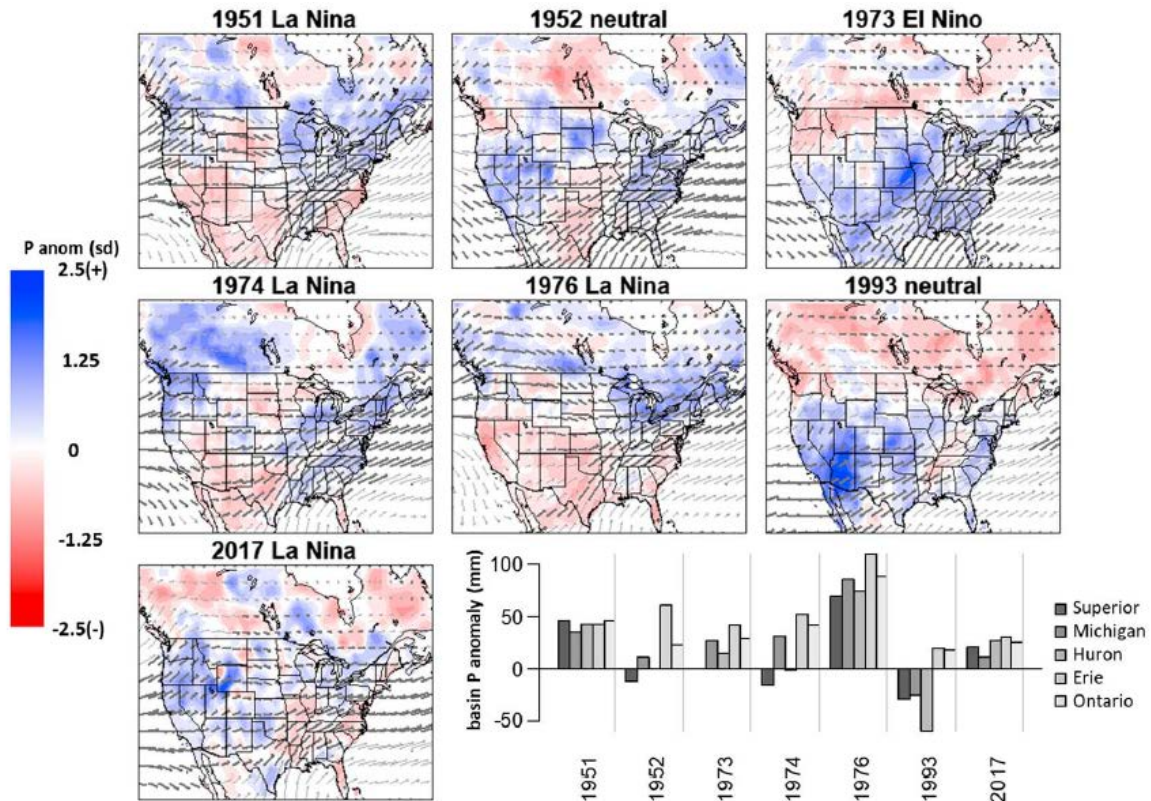 1951 La Nina
1952 neutral
1973 El Nino
P anom (sd)
2.5(+)
1.25
0
-1.25
-2.5(-)
1974 La Nina
1976 La Nina
1993 neutral
2017 La Nina
basin P anomaly (mm)
100
50
0
-50
1951
1952
1973
1974
1976
1993
2017
Superior
Michigan
Huron
Erie
Ontario